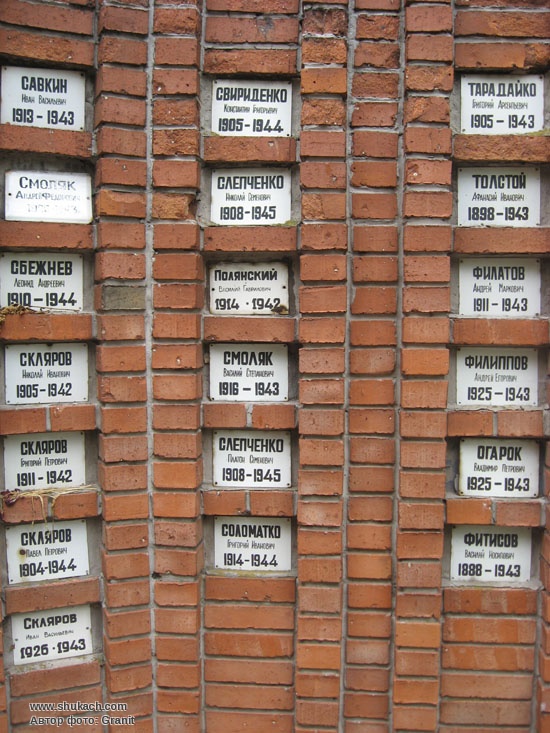 САВКИН
Иван Васильевич
1913-1943
Смоляк
Андрей Федорович
СБЕЖНЕВ
Леонид Андреевич
1910-1944
СКЛЯРОВ
Николай Иванович
1905-1942
СКЛЯРОВ
Григорий Петрович
1911-1942
СКЛЯРОВ
Павел Петрович
1904-1944
СКЛЯРОВ
Иван Васильевич
1926-1943
СВИРИДЕНКО
Константин Григорьевич
1905-1944
СЛЕПЧЕНКО
Николай Семенович
1908-1945
Полянский
Василий Гаврилович
1914-1942
СМОЛЯК
Василий Степанович
1916-1943
СЛЕПЧЕНКО
Платон Семенович
1908-1945
СОЛОМАТКО
Григорий Иванович
1914-1944
ТАРАДАЙКО
Григорий Арсентьевич
1905-1943
ТОЛСТОЙ
Афанасий Иванович
1898-1943
ФИЛАТОВ
Андрей Маркович
1911-1943
ФИЛИППОВ
Андрей Егорович
1925-1943
ОГАРОК
Владимир Петрович
1925-1943
ФИТИСОВ
Василий Иосипович
1888-1943
www.shukach.com
Автор фото: Granit